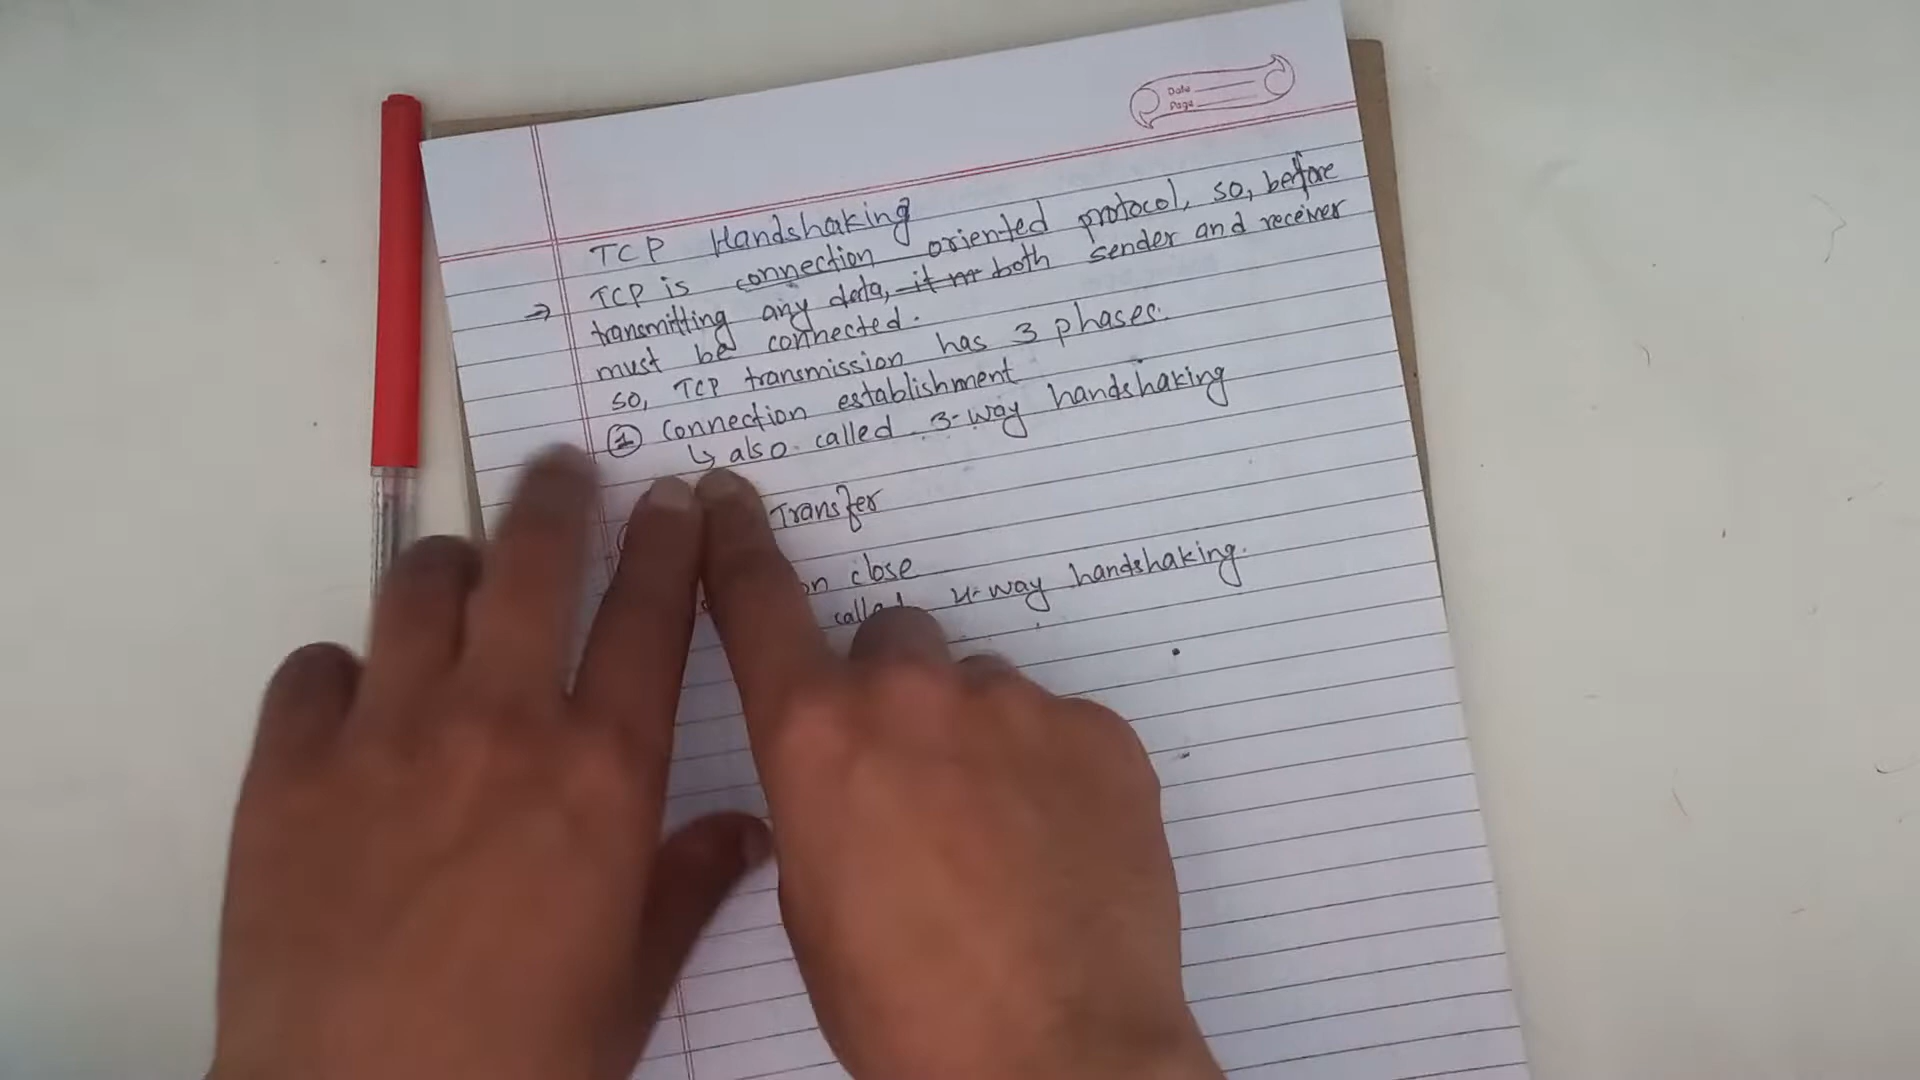 Date
Page
TCP Handshaking
→ TCP is connection oriented protocol, so, before
transmitting any data, it m both sender and receiver
must be connected.
so, TCP transmission has 3 phases.
① Connection establishment
↳ also called 3-way handshaking
Transfer
on close
called 4-way handshaking.